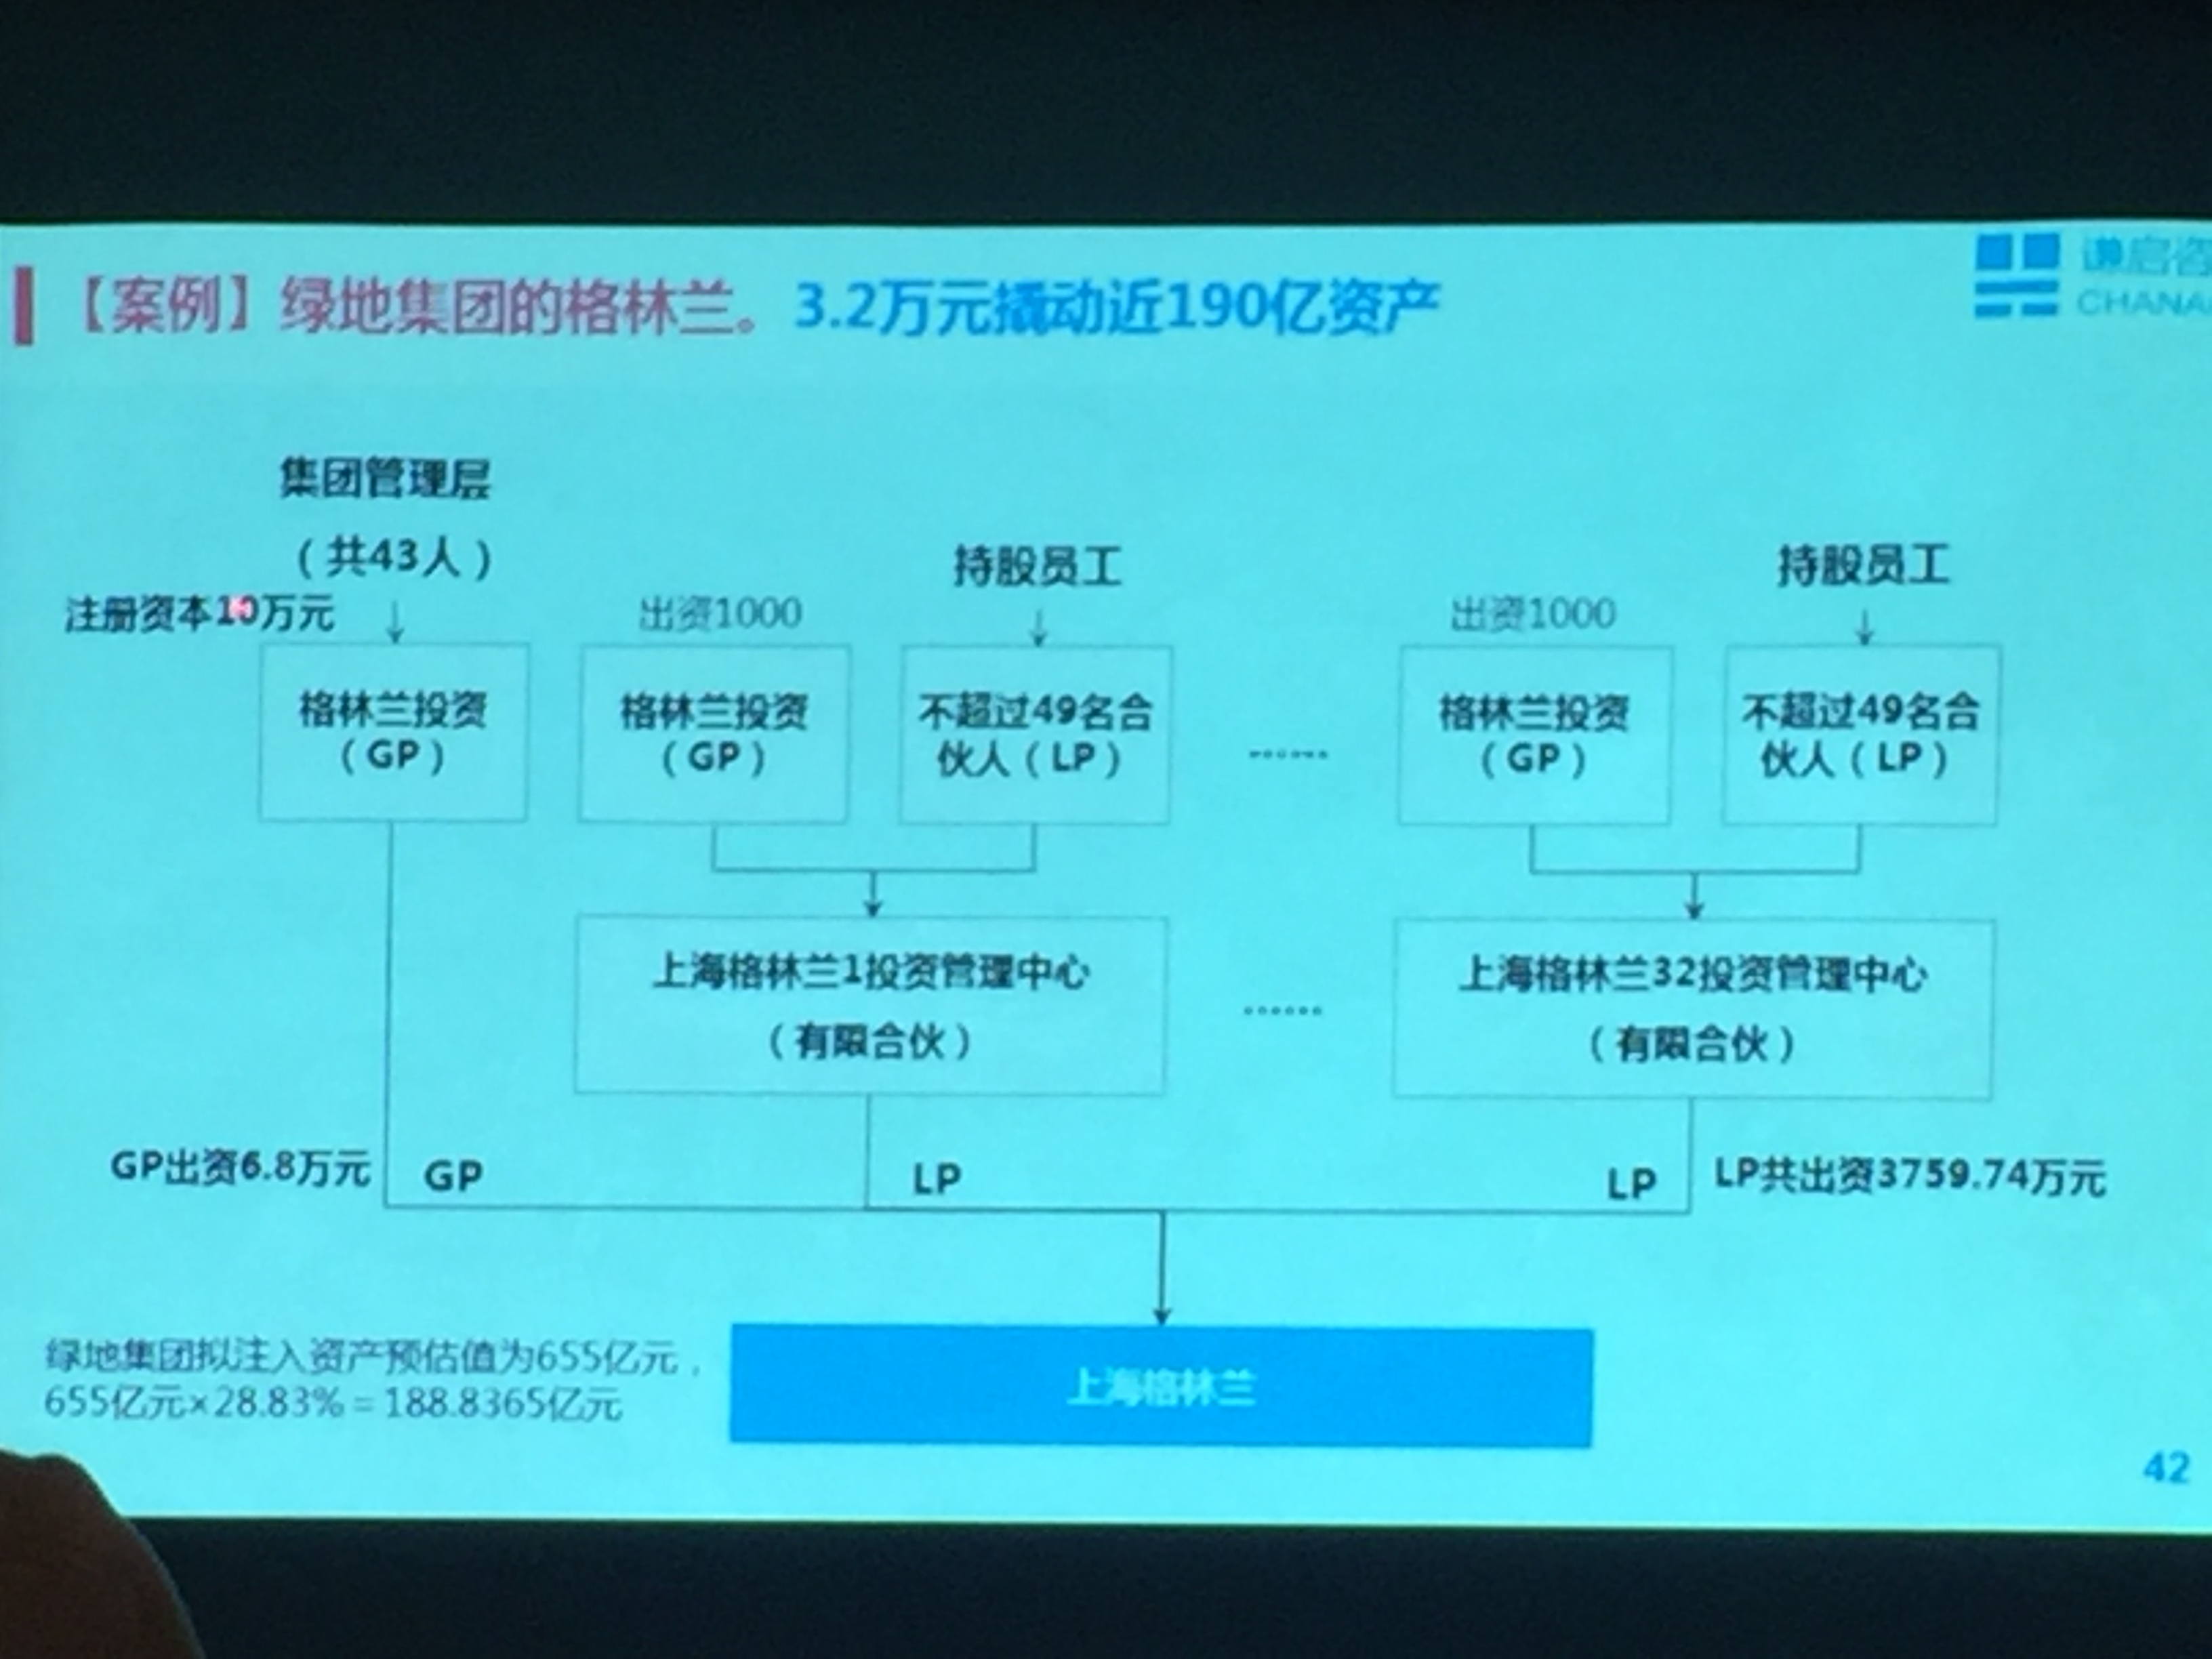 【案例】绿地集团的格林兰。3.2万元撬动近190亿资产
谦启咨
CHANA
集团管理层
（共43人）
注册资本10万元
出资1000
持股员工
出资1000
持股员工
格林兰投资
（GP）
格林兰投资
（GP）
不超过49名合
伙人（LP）
......
格林兰投资
（GP）
不超过49名合
伙人（LP）
上海格林兰1投资管理中心
（有限合伙）
......
上海格林兰32投资管理中心
（有限合伙）
GP出资6.8万元
GP
LP
LP
LP共出资3759.74万元
绿地集团拟注入资产预估值为655亿元，
655亿元×28.83%＝188.8365亿元
上海格林兰
42